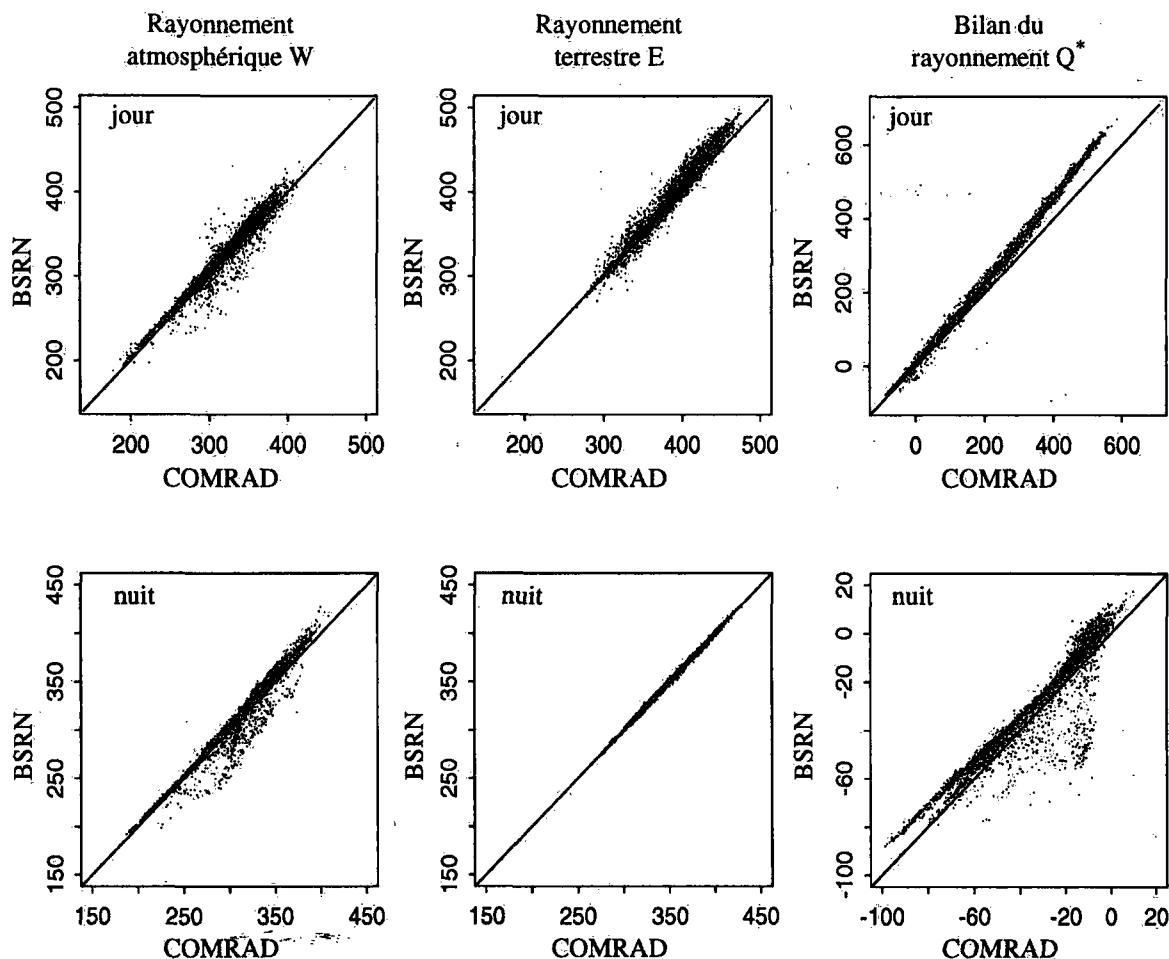 Rayonnement
atmosphérique W
Rayonnement
terrestre E
Bilan du
rayonnement Q*
jour
500
400
300
200
BSRN
200 300 400 500
COMRAD
jour
500
400
300
200
BSRN
200 300 400 500
COMRAD
jour
600
400
200
0
BSRN
0 200 400 600
COMRAD
nuit
450
350
250
150
BSRN
150 250 350 450
COMRAD
nuit
450
350
250
150
BSRN
150 250 350 450
COMRAD
nuit
20
0
-20
-60
-100
BSRN
-100 -60 -20 0 20
COMRAD